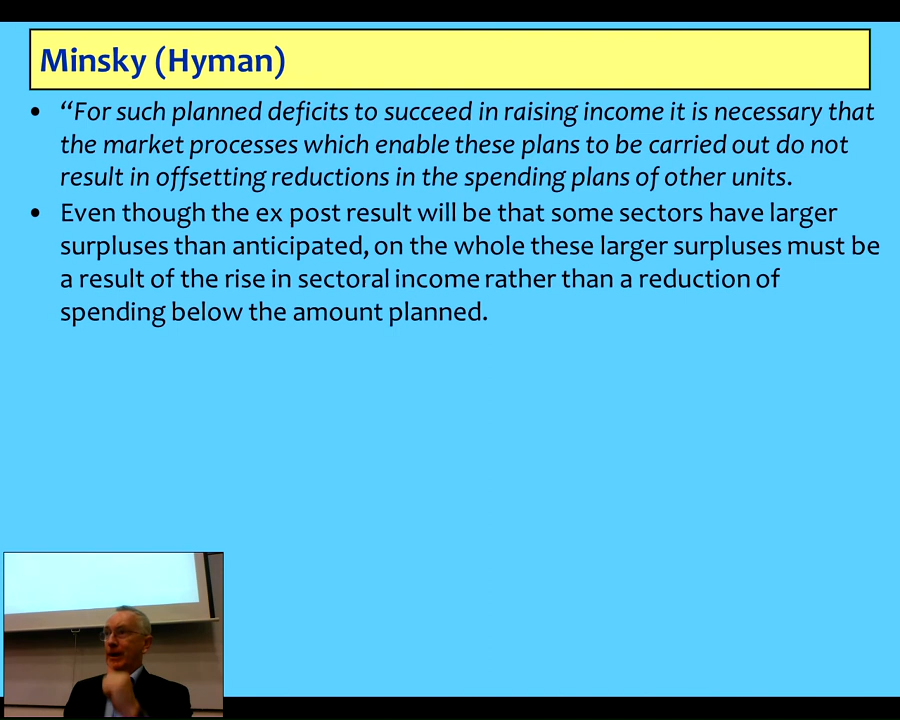 Minsky (Hyman)
• “For such planned deficits to succeed in raising income it is necessary that
the market processes which enable these plans to be carried out do not
result in offsetting reductions in the spending plans of other units.
• Even though the ex post result will be that some sectors have larger
surpluses than anticipated, on the whole these larger surpluses must be
a result of the rise in sectoral income rather than a reduction of
spending below the amount planned.